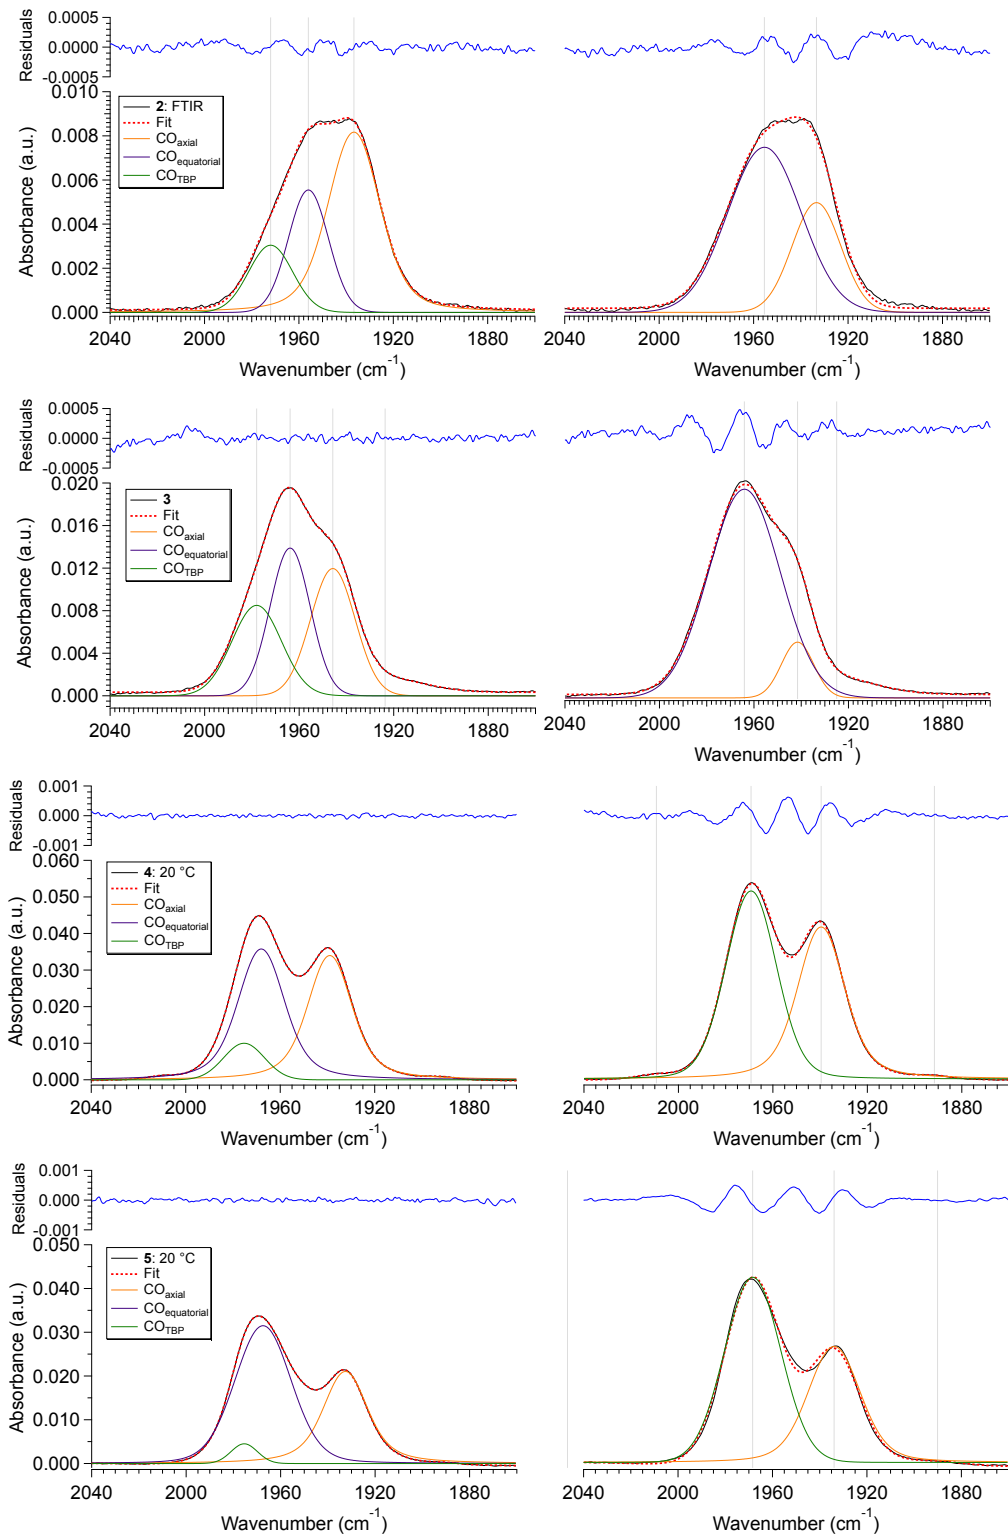 Residuals
0.0005
0.0000
-0.0005
Absorbance (a.u.)
0.010
0.008
0.006
0.004
0.002
0.000
2: FTIR
Fit
COaxial
COequatorial
COTBP
2040 2000 1960 1920 1880
Wavenumber (cm-1)
2040 2000 1960 1920 1880
Wavenumber (cm-1)
Residuals
0.0005
0.0000
-0.0005
Absorbance (a.u.)
0.020
0.016
0.012
0.008
0.004
0.000
3
Fit
COaxial
COequatorial
COTBP
2040 2000 1960 1920 1880
2040 2000 1960 1920 1880
Wavenumber (cm-1)
Residuals
0.001
0.000
-0.001
Absorbance (a.u.)
0.060
0.050
0.040
0.030
0.020
0.010
0.000
4: 20 °C
Fit
COaxial
COequatorial
COTBP
2040 2000 1960 1920 1880
Wavenumber (cm-1)
2040 2000 1960 1920 1880
Wavenumber (cm-1)
Residuals
0.001
0.000
-0.001
Absorbance (a.u.)
0.050
0.040
0.030
0.020
0.010
0.000
5: 20 °C
Fit
COaxial
COequatorial
COTBP
2040 2000 1960 1920 1880
Wavenumber (cm-1)
2040 2000 1960 1920 1880
Wavenumber (cm-1)